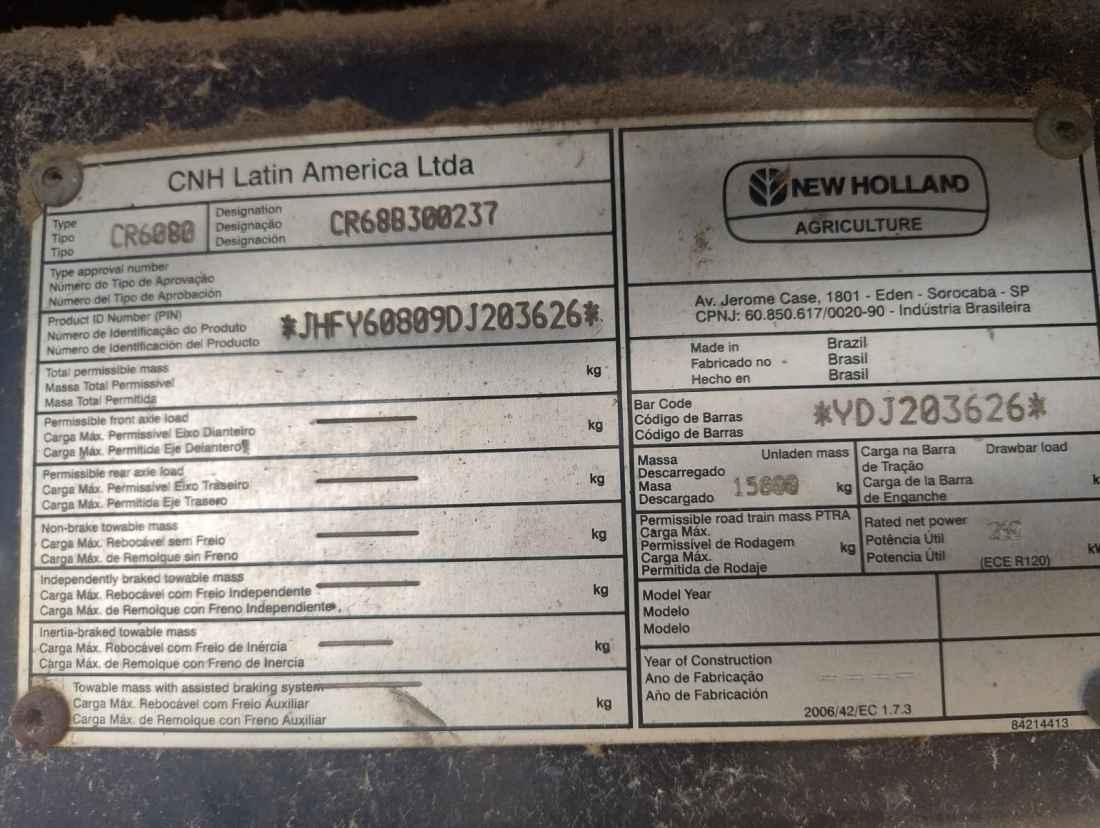 CNH Latin America Ltda
Type
Tipo
Tipo
CR6080
Designation
Designação
Designación
CR68B300237
Type approval number
Número de Tipo de Aprovação
Número del Tipo de Aprobación
Product ID Number (PIN)
Número de Identificação do Produto
Número de Identificación del Producto
*JHFY60809DJ203626*
Total permissible mass
Massa Total Permissível
Masa Total Permitida
kg
Permissible front axle load
Carga Máx. Permissível Eixo Dianteiro
Carga Máx. Permitida Eje Delantero
kg
Permissible rear axle load
Carga Máx. Permissível Eixo Traseiro
Carga Máx. Permitida Eje Trasero
kg
Non-brake towable mass
Carga Máx. Rebocável sem Freio
Carga Máx. de Remolque sin Freno
kg
Independently braked towable mass
Carga Máx. Rebocável com Freio Independente
Carga Máx. de Remolque con Freno Independiente
kg
Inertia-braked towable mass
Carga Máx. Rebocável com Freio de Inércia
Carga Máx. de Remolque con Freno de Inercia
kg
Towable mass with assisted braking system
Carga Máx. Rebocável com Freio Auxiliar
Carga Máx. de Remolque con Freno Auxiliar
kg
NEW HOLLAND
AGRICULTURE
Av. Jerome Case, 1801 - Eden - Sorocaba - SP
CPNJ: 60.850.617/0020-90 - Indústria Brasileira
Made in Brazil
Fabricado no - Brasil
Hecho en Brasil
Bar Code
Código de Barras
Código de Barras
*YDJ203626*
Massa Unladen mass
Descarregado
Masa
Descargado
kg
Carga na Barra Drawbar load
de Tração
Carga de la Barra
de Enganche
Permissible road train mass PTRA
Carga Máx.
Permissível de Rodagem
Carga Máx.
Permitida de Rodaje
kg
Rated net power
Potência Útil
Potencia Útil
(ECE R120)
Model Year
Modelo
Modelo
Year of Construction
Ano de Fabricação
Año de Fabricación
2006/42/EC 1.7.3
84214413